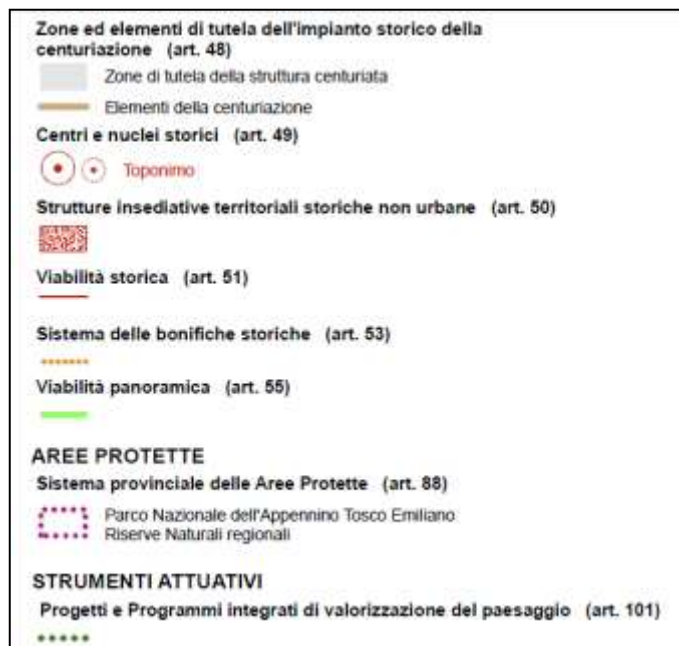 Zone ed elementi di tutela dell'impianto storico della
centuriazione (art. 48)
Zone di tutela della struttura centuriata
Elementi della centuriazione
Centri e nuclei storici (art. 49)
Toponimo
Strutture insediative territoriali storiche non urbane (art. 50)
Viabilità storica (art. 51)
Sistema delle bonifiche storiche (art. 53)
Viabilità panoramica (art. 55)
AREE PROTETTE
Sistema provinciale delle Aree Protette (art. 88)
Parco Nazionale dell'Appennino Tosco Emiliano
Riserve Naturali regionali
STRUMENTI ATTUATIVI
Progetti e Programmi integrati di valorizzazione del paesaggio (art. 101)